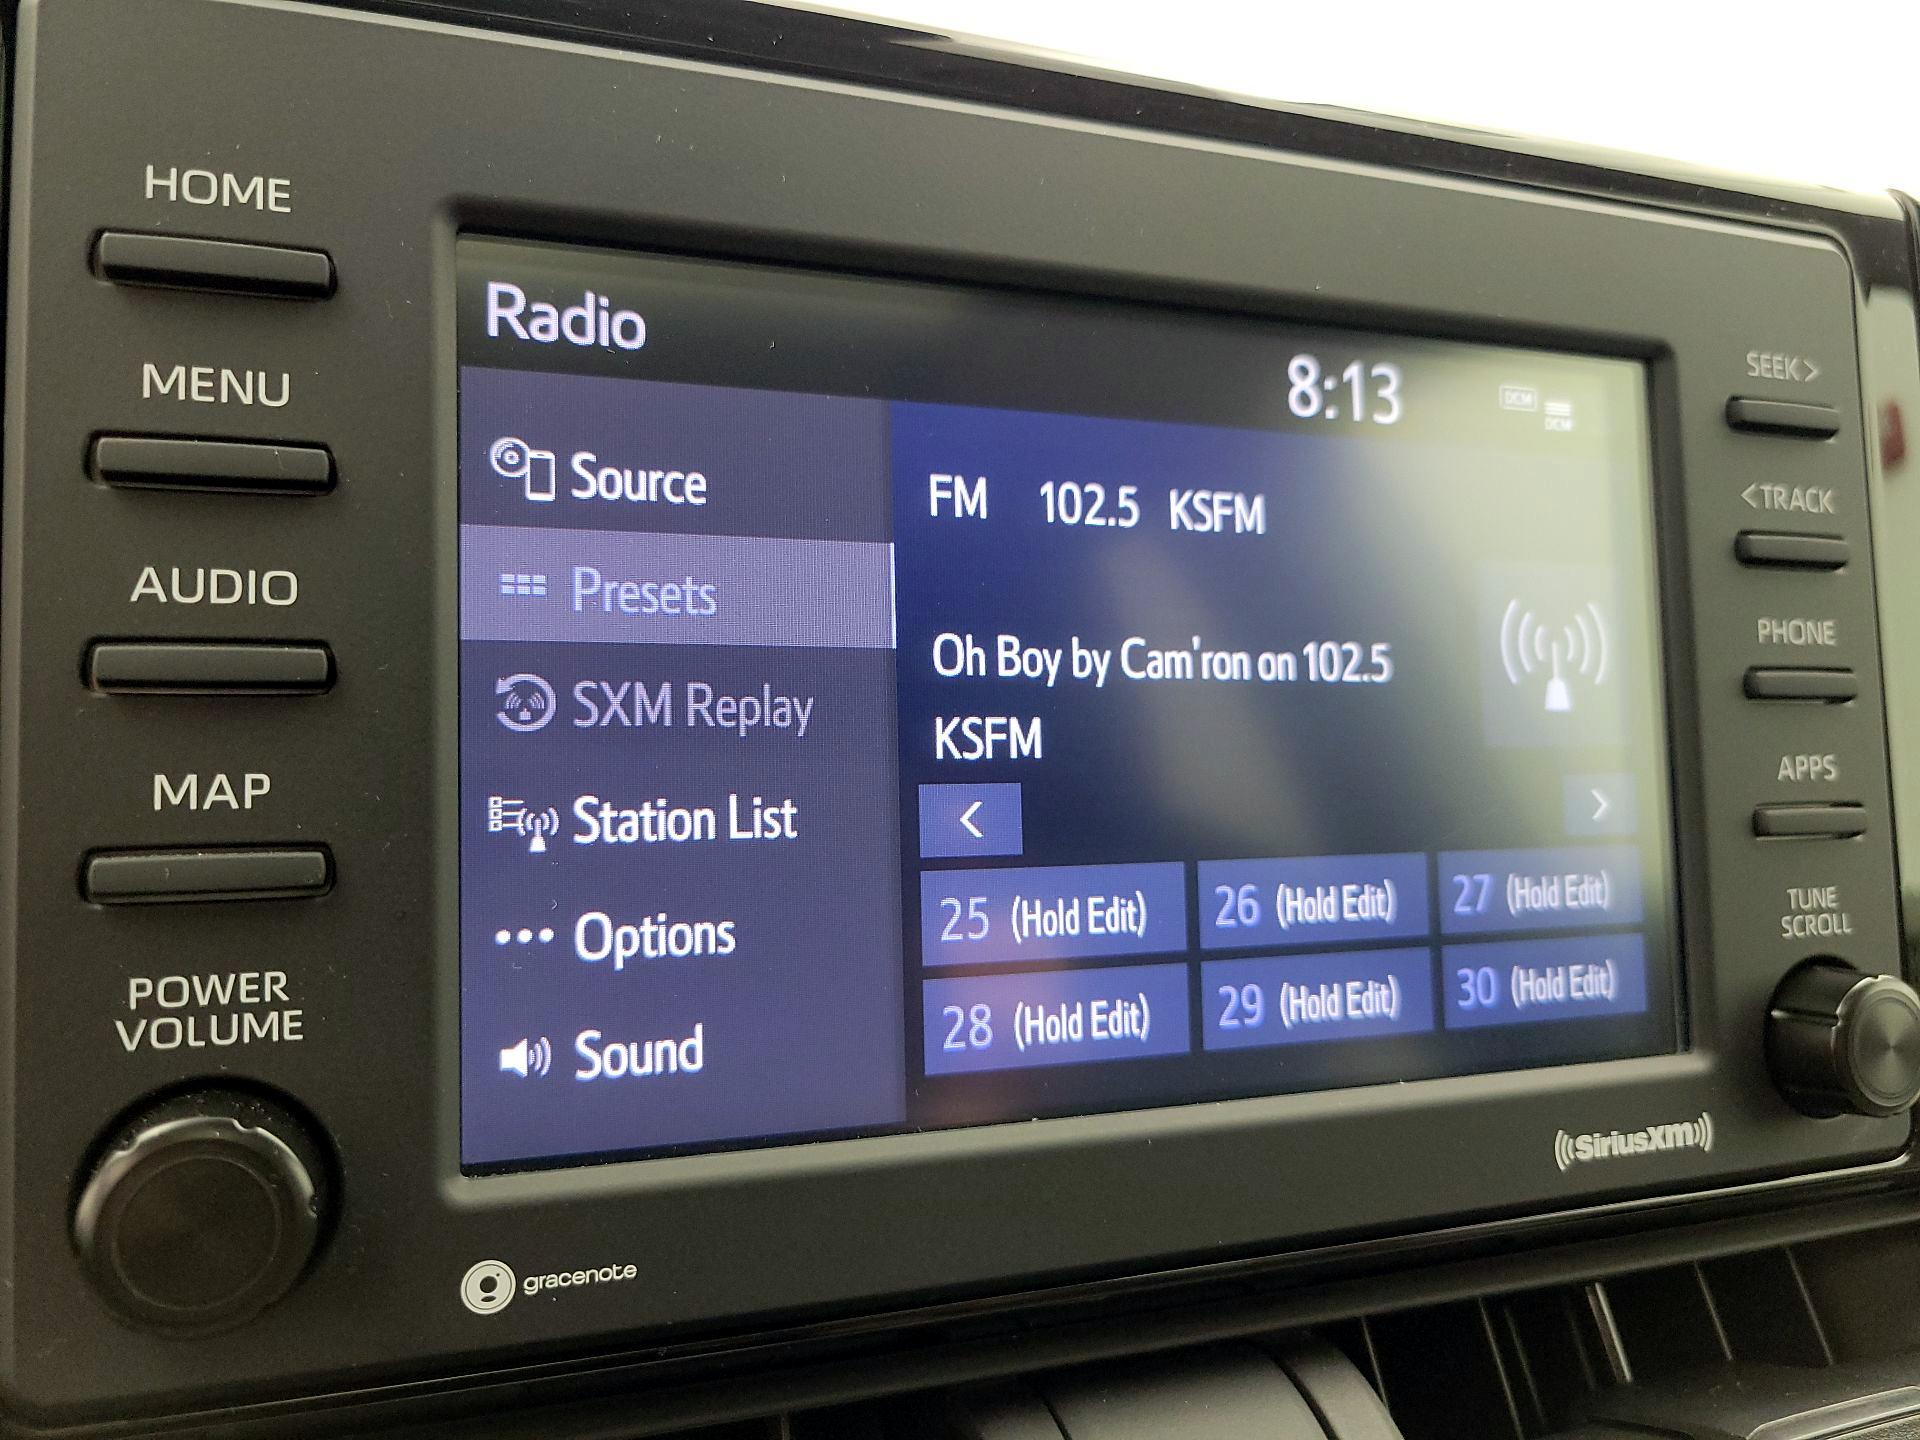 HOME
MENU
AUDIO
MAP
POWER
VOLUME
Radio
8:13
DCM
DCM
Source
Presets
SXM Replay
Station List
Options
Sound
FM 102.5 KSFM
Oh Boy by Cam'ron on 102.5
KSFM
<
>
25 (Hold Edit)
26 (Hold Edit)
27 (Hold Edit)
28 (Hold Edit)
29 (Hold Edit)
30 (Hold Edit)
SEEK>
<TRACK
PHONE
APPS
TUNE
SCROLL
((SiriusXM))
gracenote